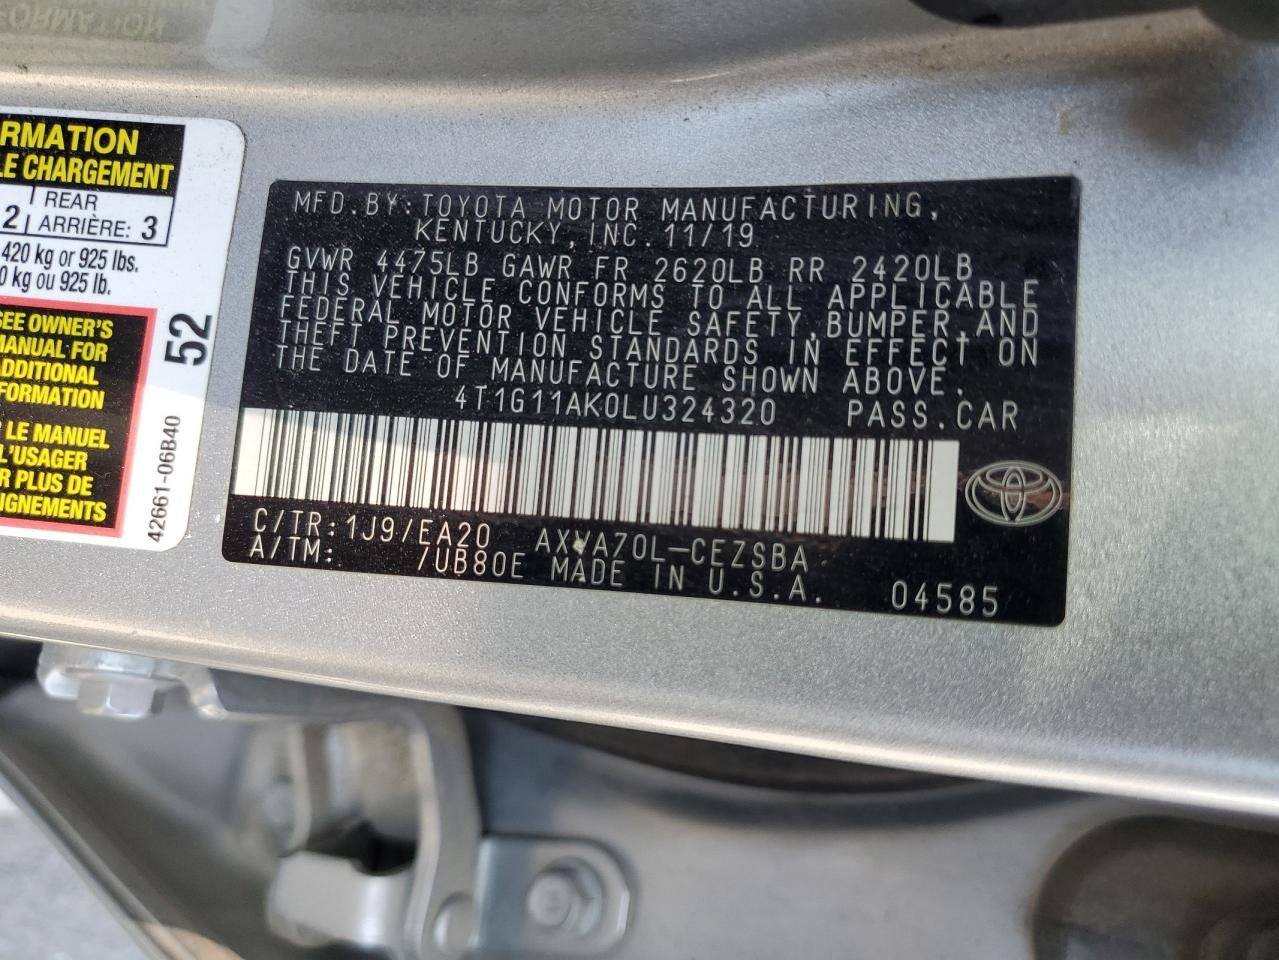 RMATION
LE CHARGEMENT
2 REAR
ARRIÈRE: 3
420 kg or 925 lbs.
0 kg ou 925 lb.
SEE OWNER'S
MANUAL FOR
ADDITIONAL
INFORMATION
R LE MANUEL
L'USAGER
R PLUS DE
IGNEMENTS
52
42661-06B40
MFD.BY:TOYOTA MOTOR MANUFACTURING,
KENTUCKY,INC. 11/19
GVWR 4475LB GAWR FR 2620LB RR 2420LB
THIS VEHICLE CONFORMS TO ALL APPLICABLE
FEDERAL MOTOR VEHICLE SAFETY,BUMPER,AND
THEFT PREVENTION STANDARDS IN EFFECT ON
THE DATE OF MANUFACTURE SHOWN ABOVE.
4T1G11AK0LU324320 PASS.CAR
C/TR:1J9/EA20 AXVA70L-CEZSBA
A/TM: /UB80E MADE IN U.S.A. 04585